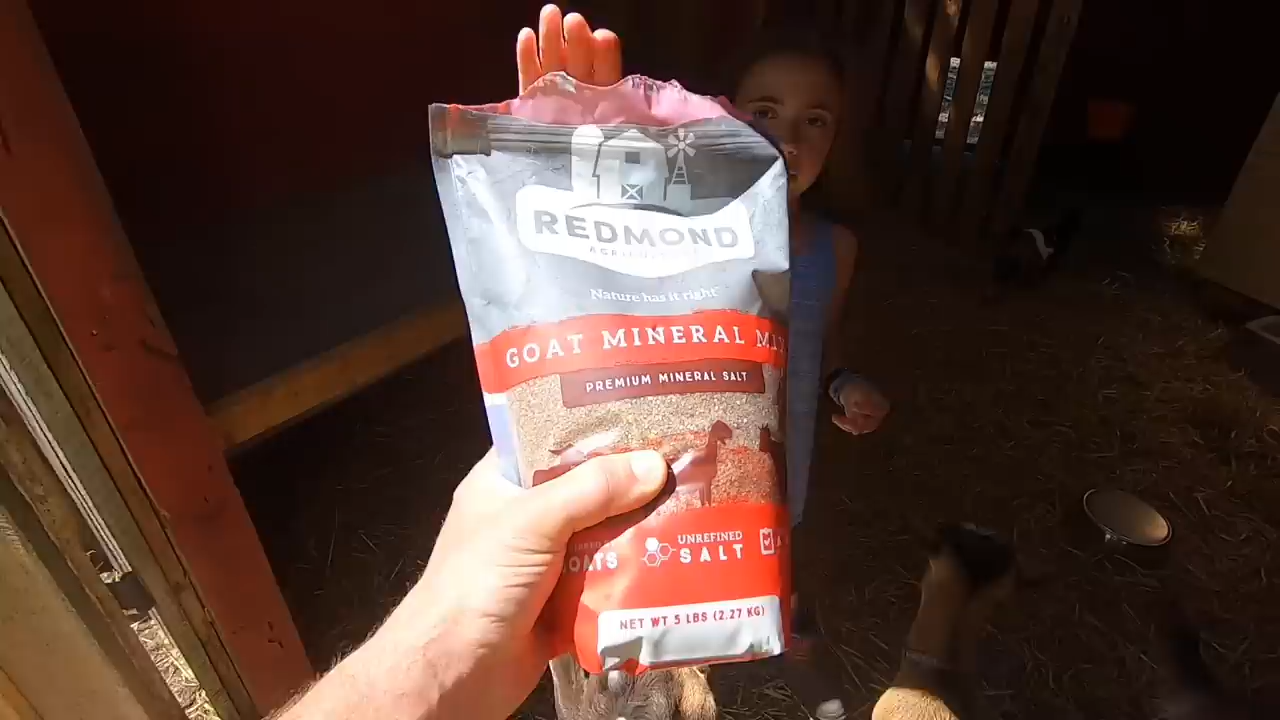 REDMOND
AGRICULTURE
Nature has it right
GOAT MINERAL
PREMIUM MINERAL SALT
UNREFINED
SALT
NET WT 5 LBS (2.27 KG)